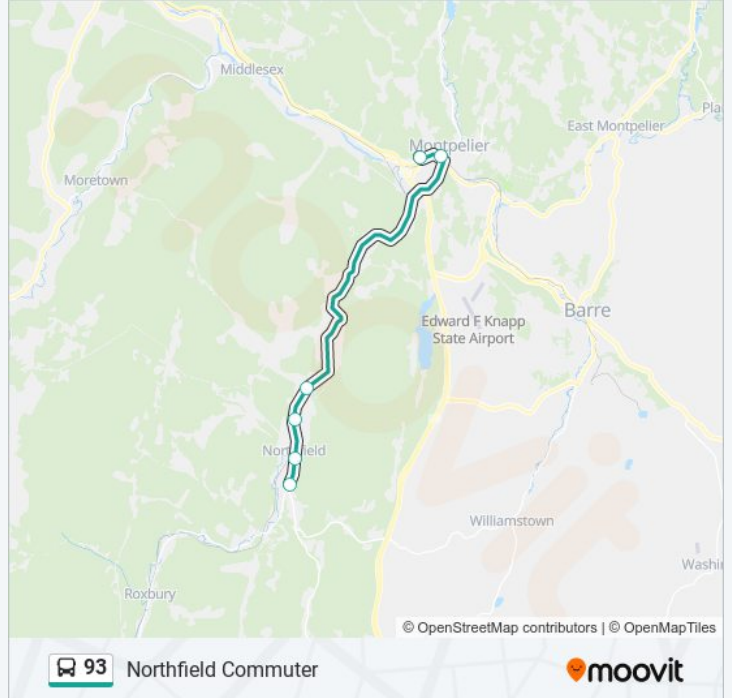 Middlesex
Montpelier
East Montpelier
Moretown
Barre
Edward F Knapp
State Airport
Northfield
Williamstown
Roxbury
© OpenStreetMap contributors | © OpenMapTiles
93 Northfield Commuter
moovit